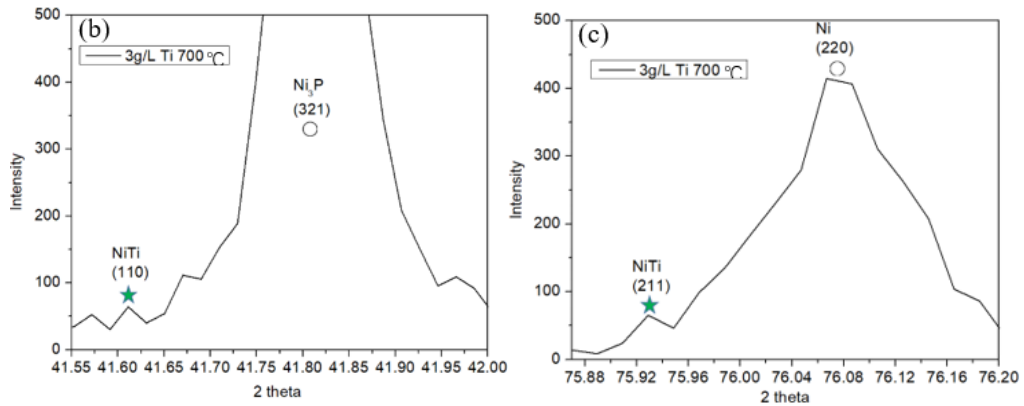 (b)
3g/L Ti 700 °C
Ni₃P
(321)
NiTi
(110)
500
400
300
200
100
0
Intensity
41.55 41.60 41.65 41.70 41.75 41.80 41.85 41.90 41.95 42.00
2 theta
(c)
3g/L Ti 700 °C
Ni
(220)
NiTi
(211)
500
400
300
200
100
0
Intensity
75.88 75.92 75.96 76.00 76.04 76.08 76.12 76.16 76.20
2 theta